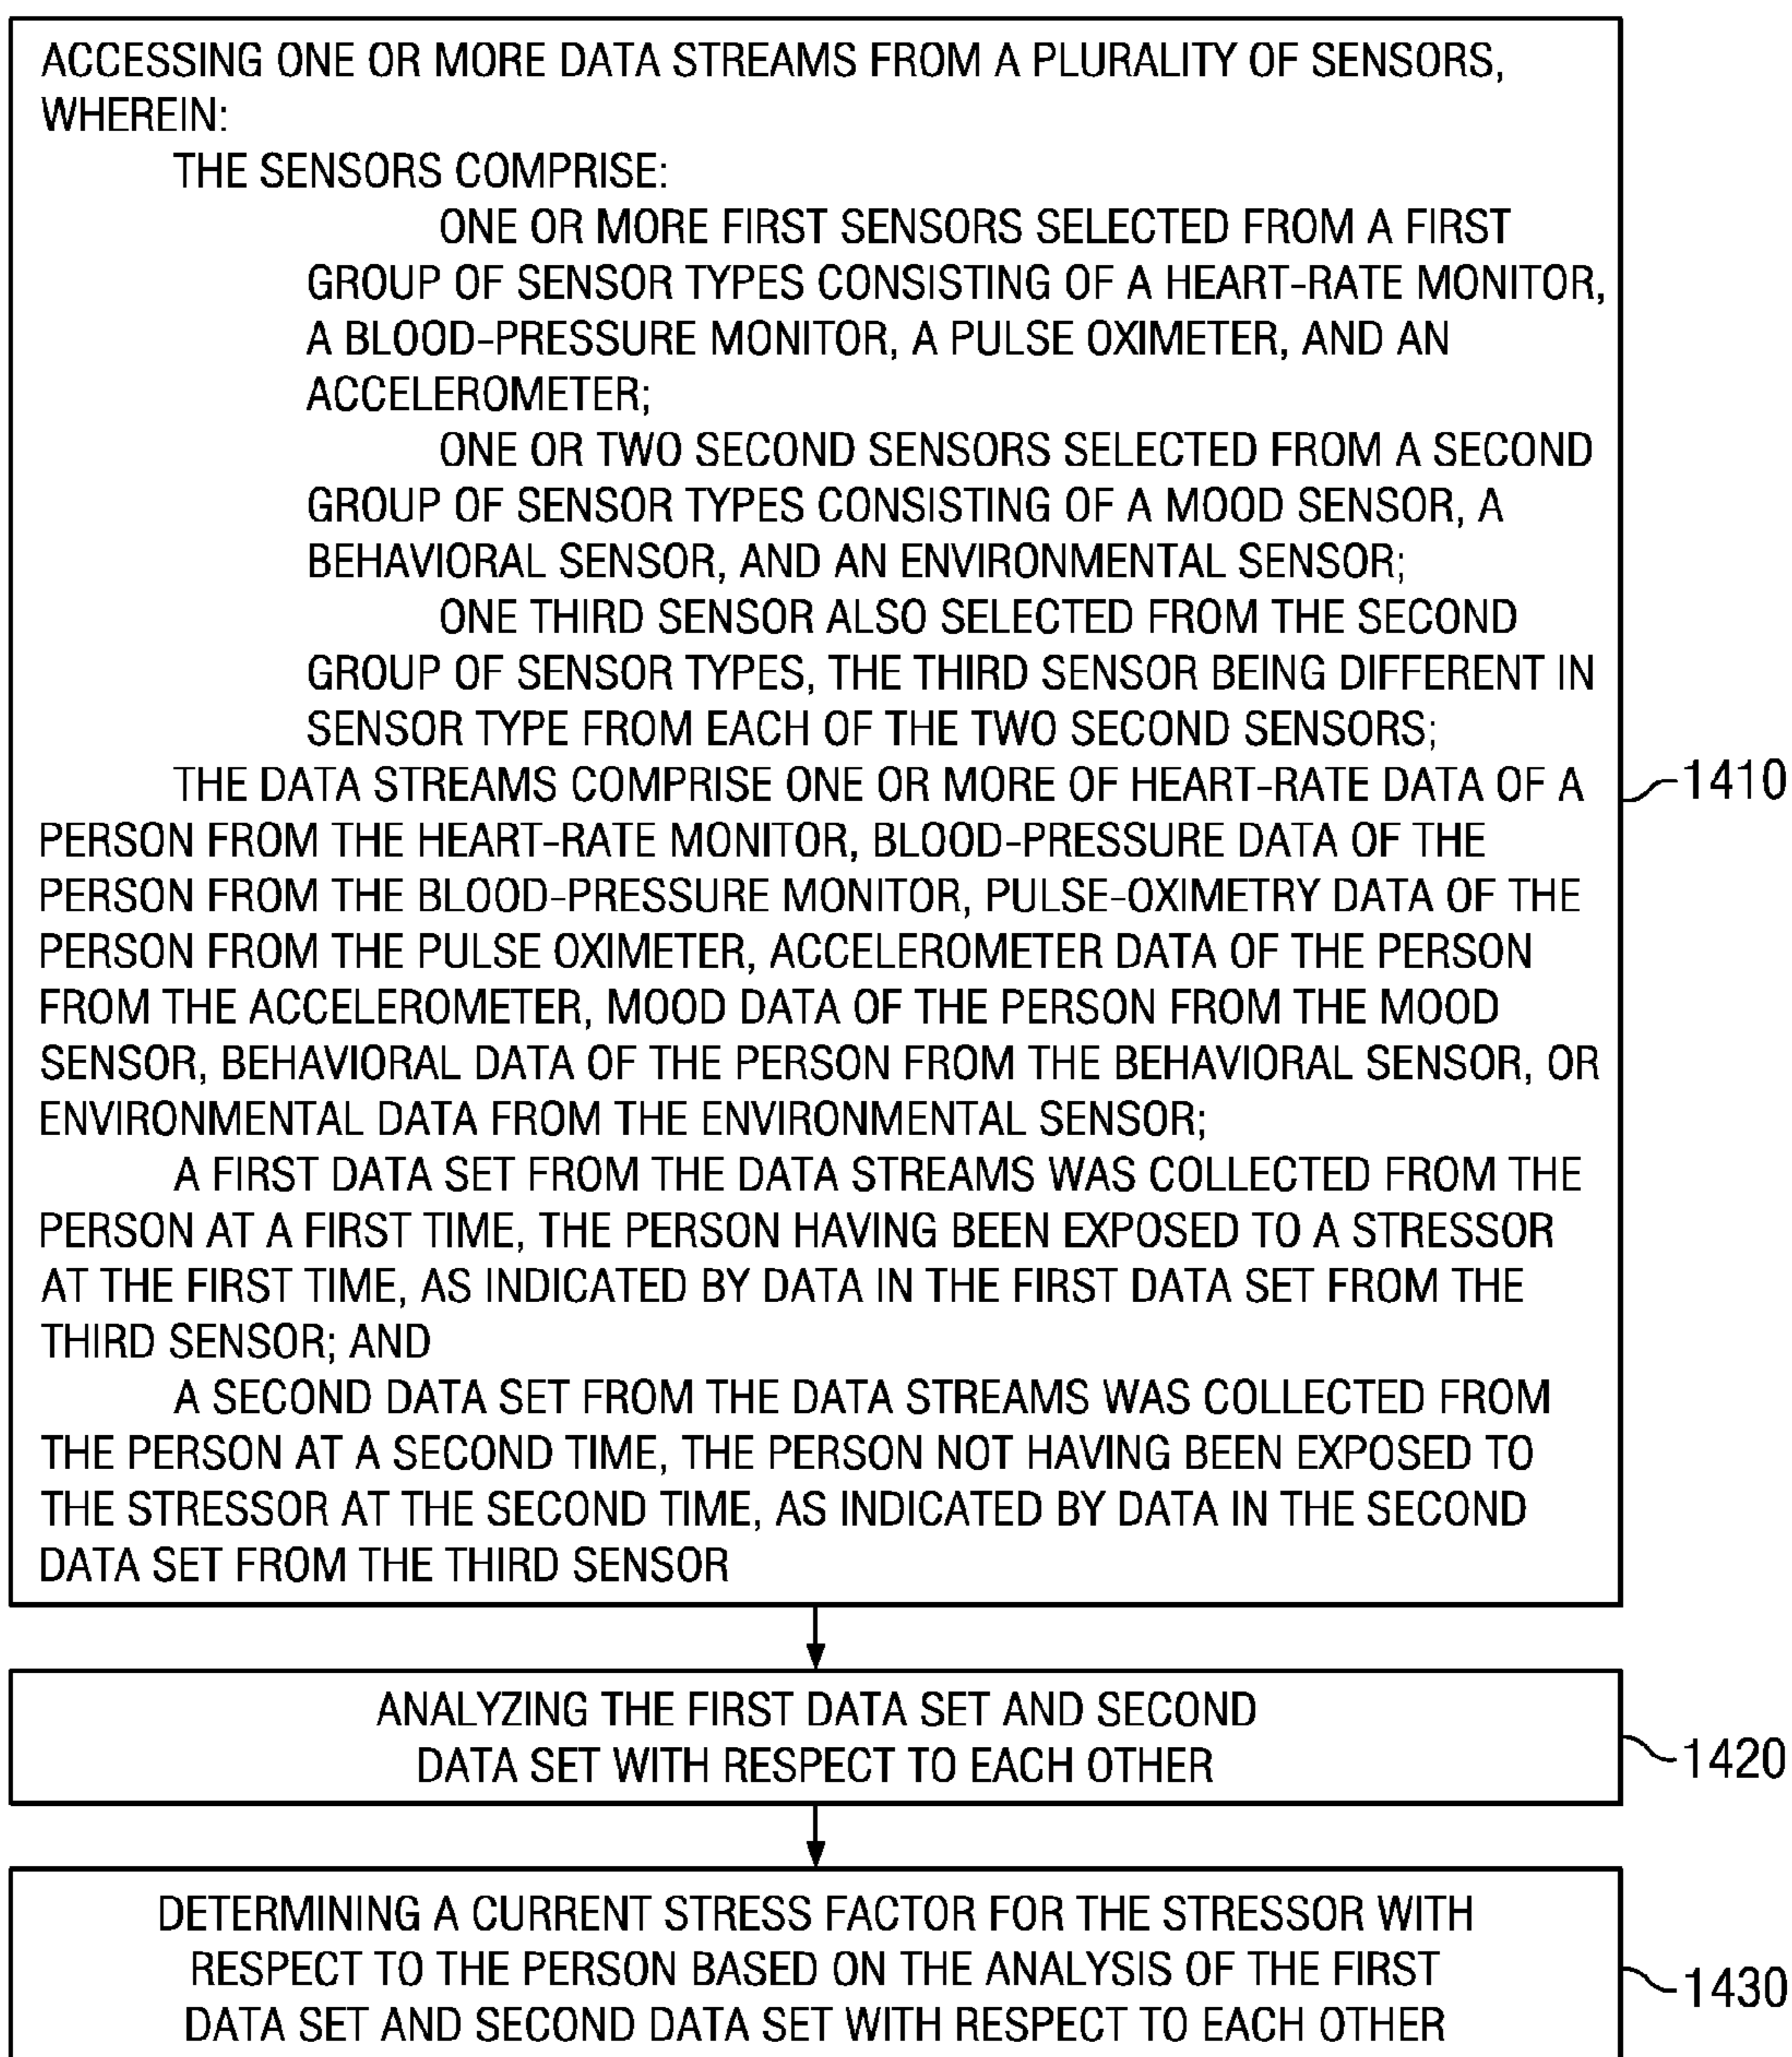 ACCESSING ONE OR MORE DATA STREAMS FROM A PLURALITY OF SENSORS,
WHEREIN:
THE SENSORS COMPRISE:
ONE OR MORE FIRST SENSORS SELECTED FROM A FIRST
GROUP OF SENSOR TYPES CONSISTING OF A HEART-RATE MONITOR,
A BLOOD-PRESSURE MONITOR, A PULSE OXIMETER, AND AN
ACCELEROMETER;
ONE OR TWO SECOND SENSORS SELECTED FROM A SECOND
GROUP OF SENSOR TYPES CONSISTING OF A MOOD SENSOR, A
BEHAVIORAL SENSOR, AND AN ENVIRONMENTAL SENSOR;
ONE THIRD SENSOR ALSO SELECTED FROM THE SECOND
GROUP OF SENSOR TYPES, THE THIRD SENSOR BEING DIFFERENT IN
SENSOR TYPE FROM EACH OF THE TWO SECOND SENSORS;
THE DATA STREAMS COMPRISE ONE OR MORE OF HEART-RATE DATA OF A
PERSON FROM THE HEART-RATE MONITOR, BLOOD-PRESSURE DATA OF THE
PERSON FROM THE BLOOD-PRESSURE MONITOR, PULSE-OXIMETRY DATA OF THE
PERSON FROM THE PULSE OXIMETER, ACCELEROMETER DATA OF THE PERSON
FROM THE ACCELEROMETER, MOOD DATA OF THE PERSON FROM THE MOOD
SENSOR, BEHAVIORAL DATA OF THE PERSON FROM THE BEHAVIORAL SENSOR, OR
ENVIRONMENTAL DATA FROM THE ENVIRONMENTAL SENSOR;
A FIRST DATA SET FROM THE DATA STREAMS WAS COLLECTED FROM THE
PERSON AT A FIRST TIME, THE PERSON HAVING BEEN EXPOSED TO A STRESSOR
AT THE FIRST TIME, AS INDICATED BY DATA IN THE FIRST DATA SET FROM THE
THIRD SENSOR; AND
A SECOND DATA SET FROM THE DATA STREAMS WAS COLLECTED FROM
THE PERSON AT A SECOND TIME, THE PERSON NOT HAVING BEEN EXPOSED TO
THE STRESSOR AT THE SECOND TIME, AS INDICATED BY DATA IN THE SECOND
DATA SET FROM THE THIRD SENSOR
1410
ANALYZING THE FIRST DATA SET AND SECOND
DATA SET WITH RESPECT TO EACH OTHER
1420
DETERMINING A CURRENT STRESS FACTOR FOR THE STRESSOR WITH
RESPECT TO THE PERSON BASED ON THE ANALYSIS OF THE FIRST
DATA SET AND SECOND DATA SET WITH RESPECT TO EACH OTHER
1430